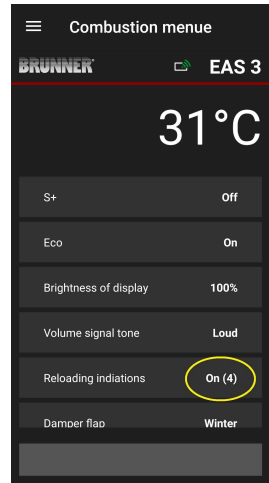 Combustion menue
BRUNNER EAS 3
31°C
S+ Off
Eco On
Brightness of display 100%
Volume signal tone Loud
Reloading indiations On (4)
Damper flap Winter